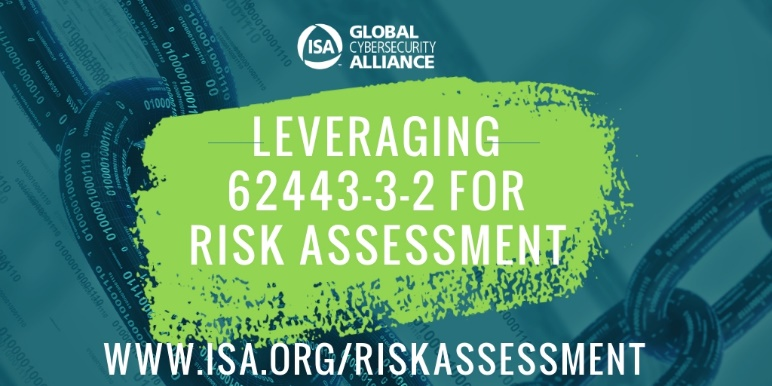 ISA
GLOBAL
CYBERSECURITY
ALLIANCE
LEVERAGING
62443-3-2 FOR
RISK ASSESSMENT
WWW.ISA.ORG/RISKASSESSMENT